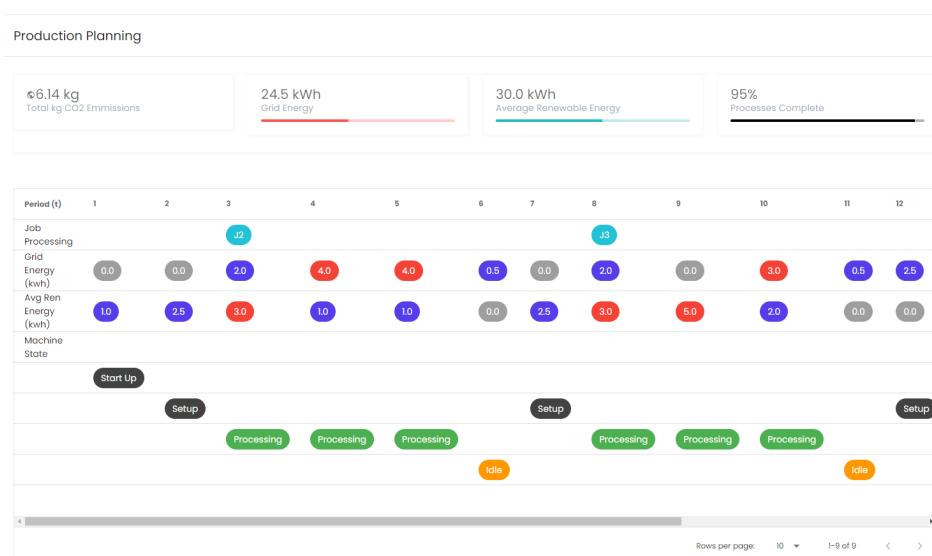 Production Planning
6.14 kg
Total kg CO2 Emmissions
24.5 kWh
Grid Energy
30.0 kWh
Average Renewable Energy
95%
Processes Complete
Period (t) 1 2 3 4 5 6 7 8 9 10 11 12
Job
Processing
J2 J3
Grid
Energy
(kwh)
0.0 0.0 2.0 4.0 4.0 0.5 0.0 2.0 0.0 3.0 0.5 2.5
Avg Ren
Energy
(kwh)
1.0 2.5 3.0 1.0 1.0 0.0 2.5 3.0 5.0 2.0 0.0 0.0
Machine
State
Start Up
Setup Setup Setup
Processing Processing Processing Processing Processing Processing
Idle Idle
Rows per page: 10 1-9 of 9